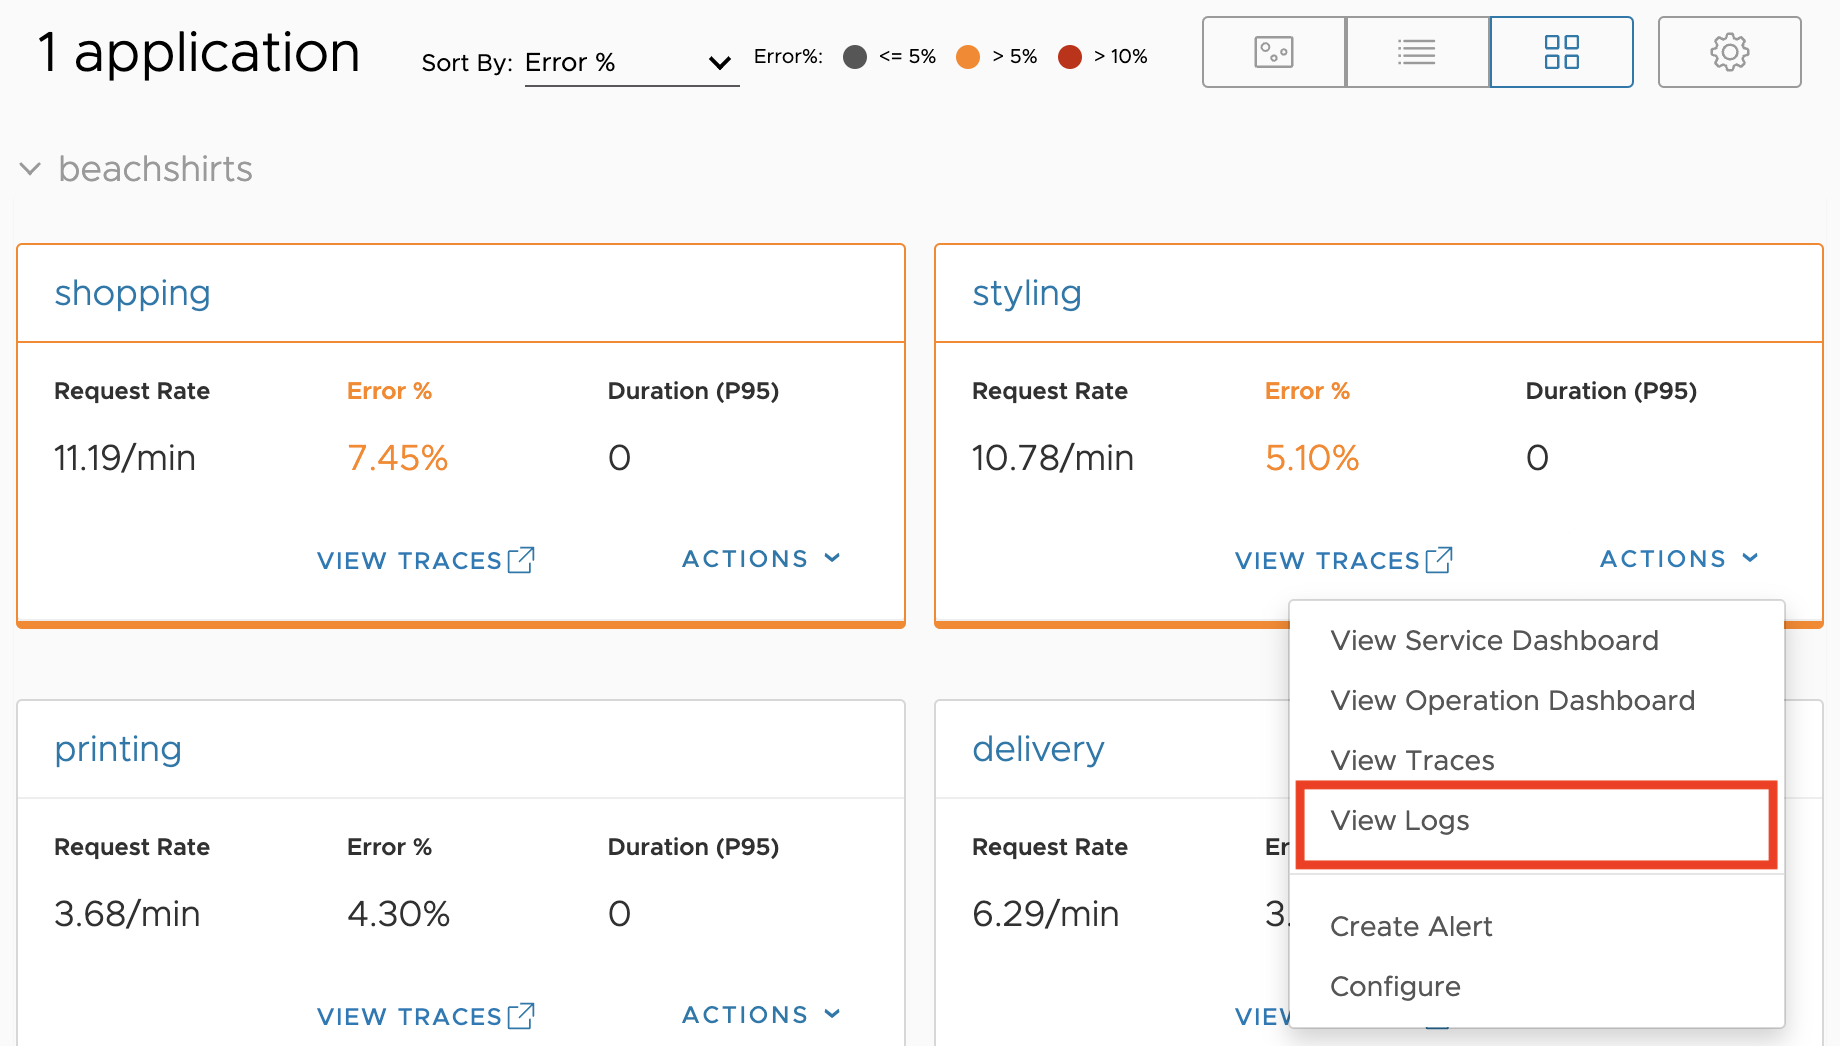 1 application
Sort By: Error %
Error%: <= 5% > 5% > 10%
beachshirts
shopping
Request Rate Error % Duration (P95)
11.19/min 7.45% 0
VIEW TRACES ACTIONS
styling
Request Rate Error % Duration (P95)
10.78/min 5.10% 0
VIEW TRACES ACTIONS
View Service Dashboard
View Operation Dashboard
View Traces
View Logs
Create Alert
Configure
printing
Request Rate Error % Duration (P95)
3.68/min 4.30% 0
VIEW TRACES ACTIONS
delivery
Request Rate Er
6.29/min 3.
VIEW